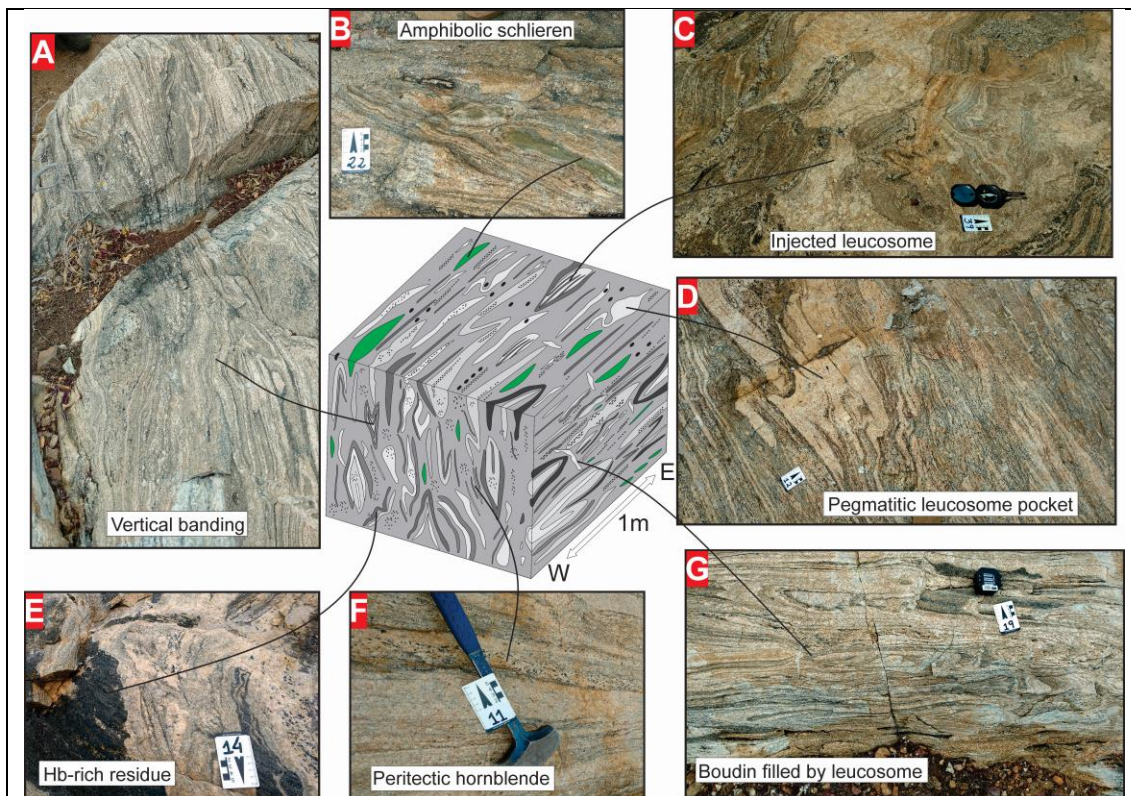 A
Vertical banding
B
Amphibolic schlieren
22
C
Injected leucosome
D
Pegmatitic leucosome pocket
E
W
1m
E
14
Hb-rich residue
F
11
Peritectic hornblende
G
19
Boudin filled by leucosome